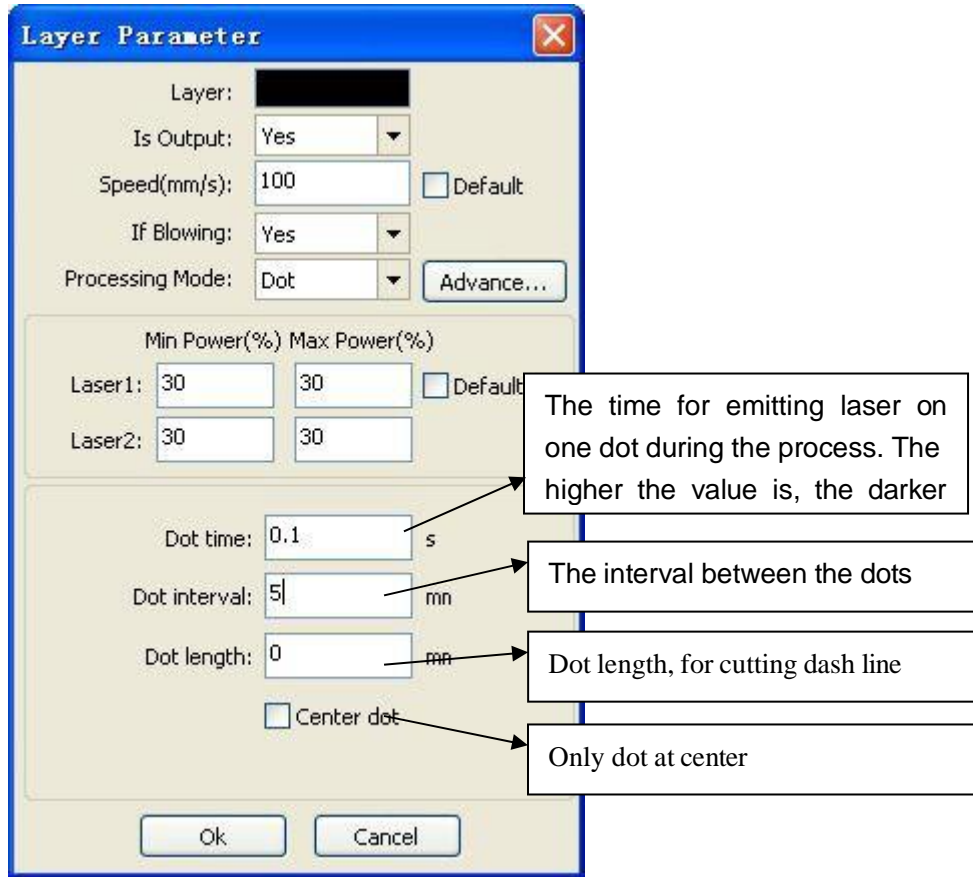 Layer Parameter
Layer:
Is Output: Yes
Speed(mm/s): 100 Default
If Blowing: Yes
Processing Mode: Dot Advance...
Min Power(%) Max Power(%)
Laser1: 30 30 Default
Laser2: 30 30
The time for emitting laser on
one dot during the process. The
higher the value is, the darker
Dot time: 0.1 s
The interval between the dots
Dot interval: 5 mn
Dot length: 0 mn
Dot length, for cutting dash line
Center dot
Only dot at center
Ok Cancel